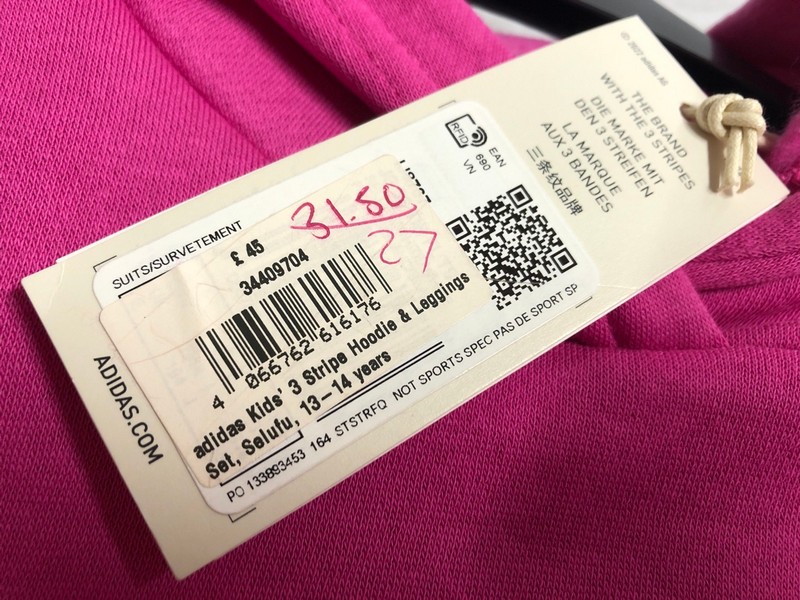 © 2022 adidas AG
THE BRAND
WITH THE 3 STRIPES
DIE MARKE MIT
DEN 3 STREIFEN
LA MARQUE
AUX 3 BANDES
三条纹品牌
RFID
EAN
690
VN
SUITS/SURVETEMENT
£ 45
31.50
27
34409704
4 066762 616176
adidas Kids' 3 Stripe Hoodie & Leggings
Set, Selufu, 13-14 years
PO 133893453 164 STSTRFQ NOT SPORTS SPEC PAS DE SPORT SP
ADIDAS.COM